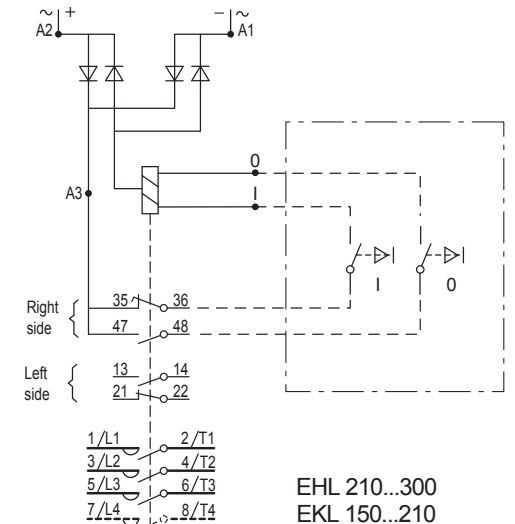 ~ + − ~
A2 A1
0
A3 I
I 0
Right side
35 36
47 48
Left side
13 14
21 22
1/L1 2/T1
3/L2 4/T2
5/L3 6/T3
7/L4 8/T4
EHL 210...300
EKL 150...210